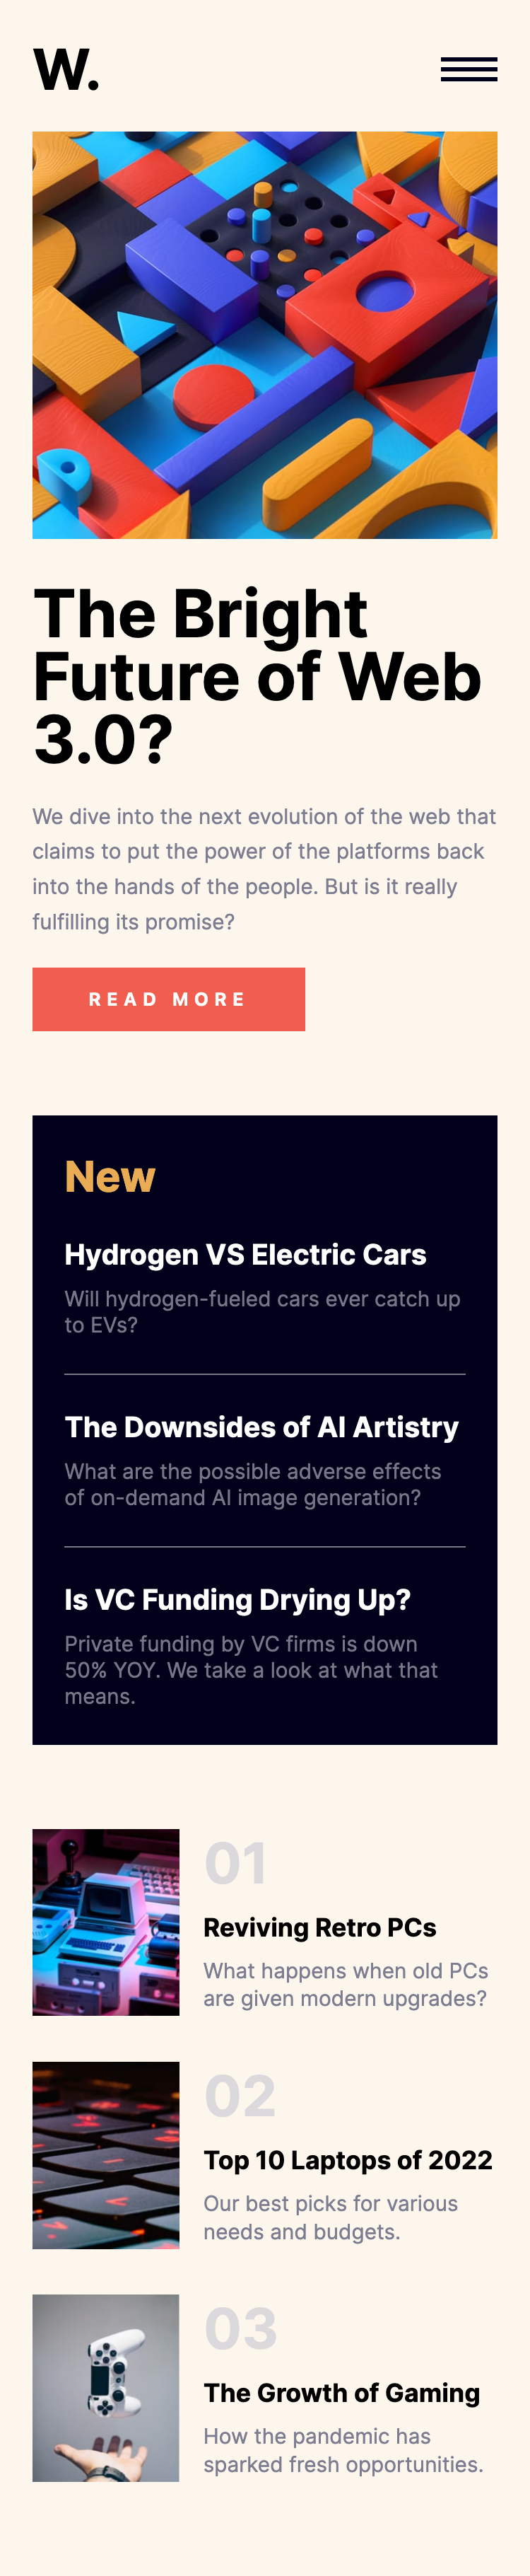 W.
The Bright
Future of Web
3.0?
We dive into the next evolution of the web that
claims to put the power of the platforms back
into the hands of the people. But is it really
fulfilling its promise?
READ MORE
New
Hydrogen VS Electric Cars
Will hydrogen-fueled cars ever catch up
to EVs?
The Downsides of AI Artistry
What are the possible adverse effects
of on-demand AI image generation?
Is VC Funding Drying Up?
Private funding by VC firms is down
50% YOY. We take a look at what that
means.
01
Reviving Retro PCs
What happens when old PCs
are given modern upgrades?
02
Top 10 Laptops of 2022
Our best picks for various
needs and budgets.
03
The Growth of Gaming
How the pandemic has
sparked fresh opportunities.